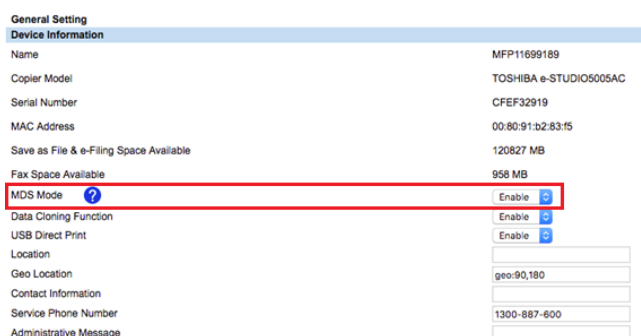 General Setting
Device Information
Name MFP11699189
Copier Model TOSHIBA e-STUDIO5005AC
Serial Number CFEF32919
MAC Address 00:80:91:b2:83:f5
Save as File & e-Filing Space Available 120827 MB
Fax Space Available 958 MB
MDS Mode ? Enable
Data Cloning Function Enable
USB Direct Print Enable
Location
Geo Location geo:90,180
Contact Information
Service Phone Number 1300-887-600
Administrative Message